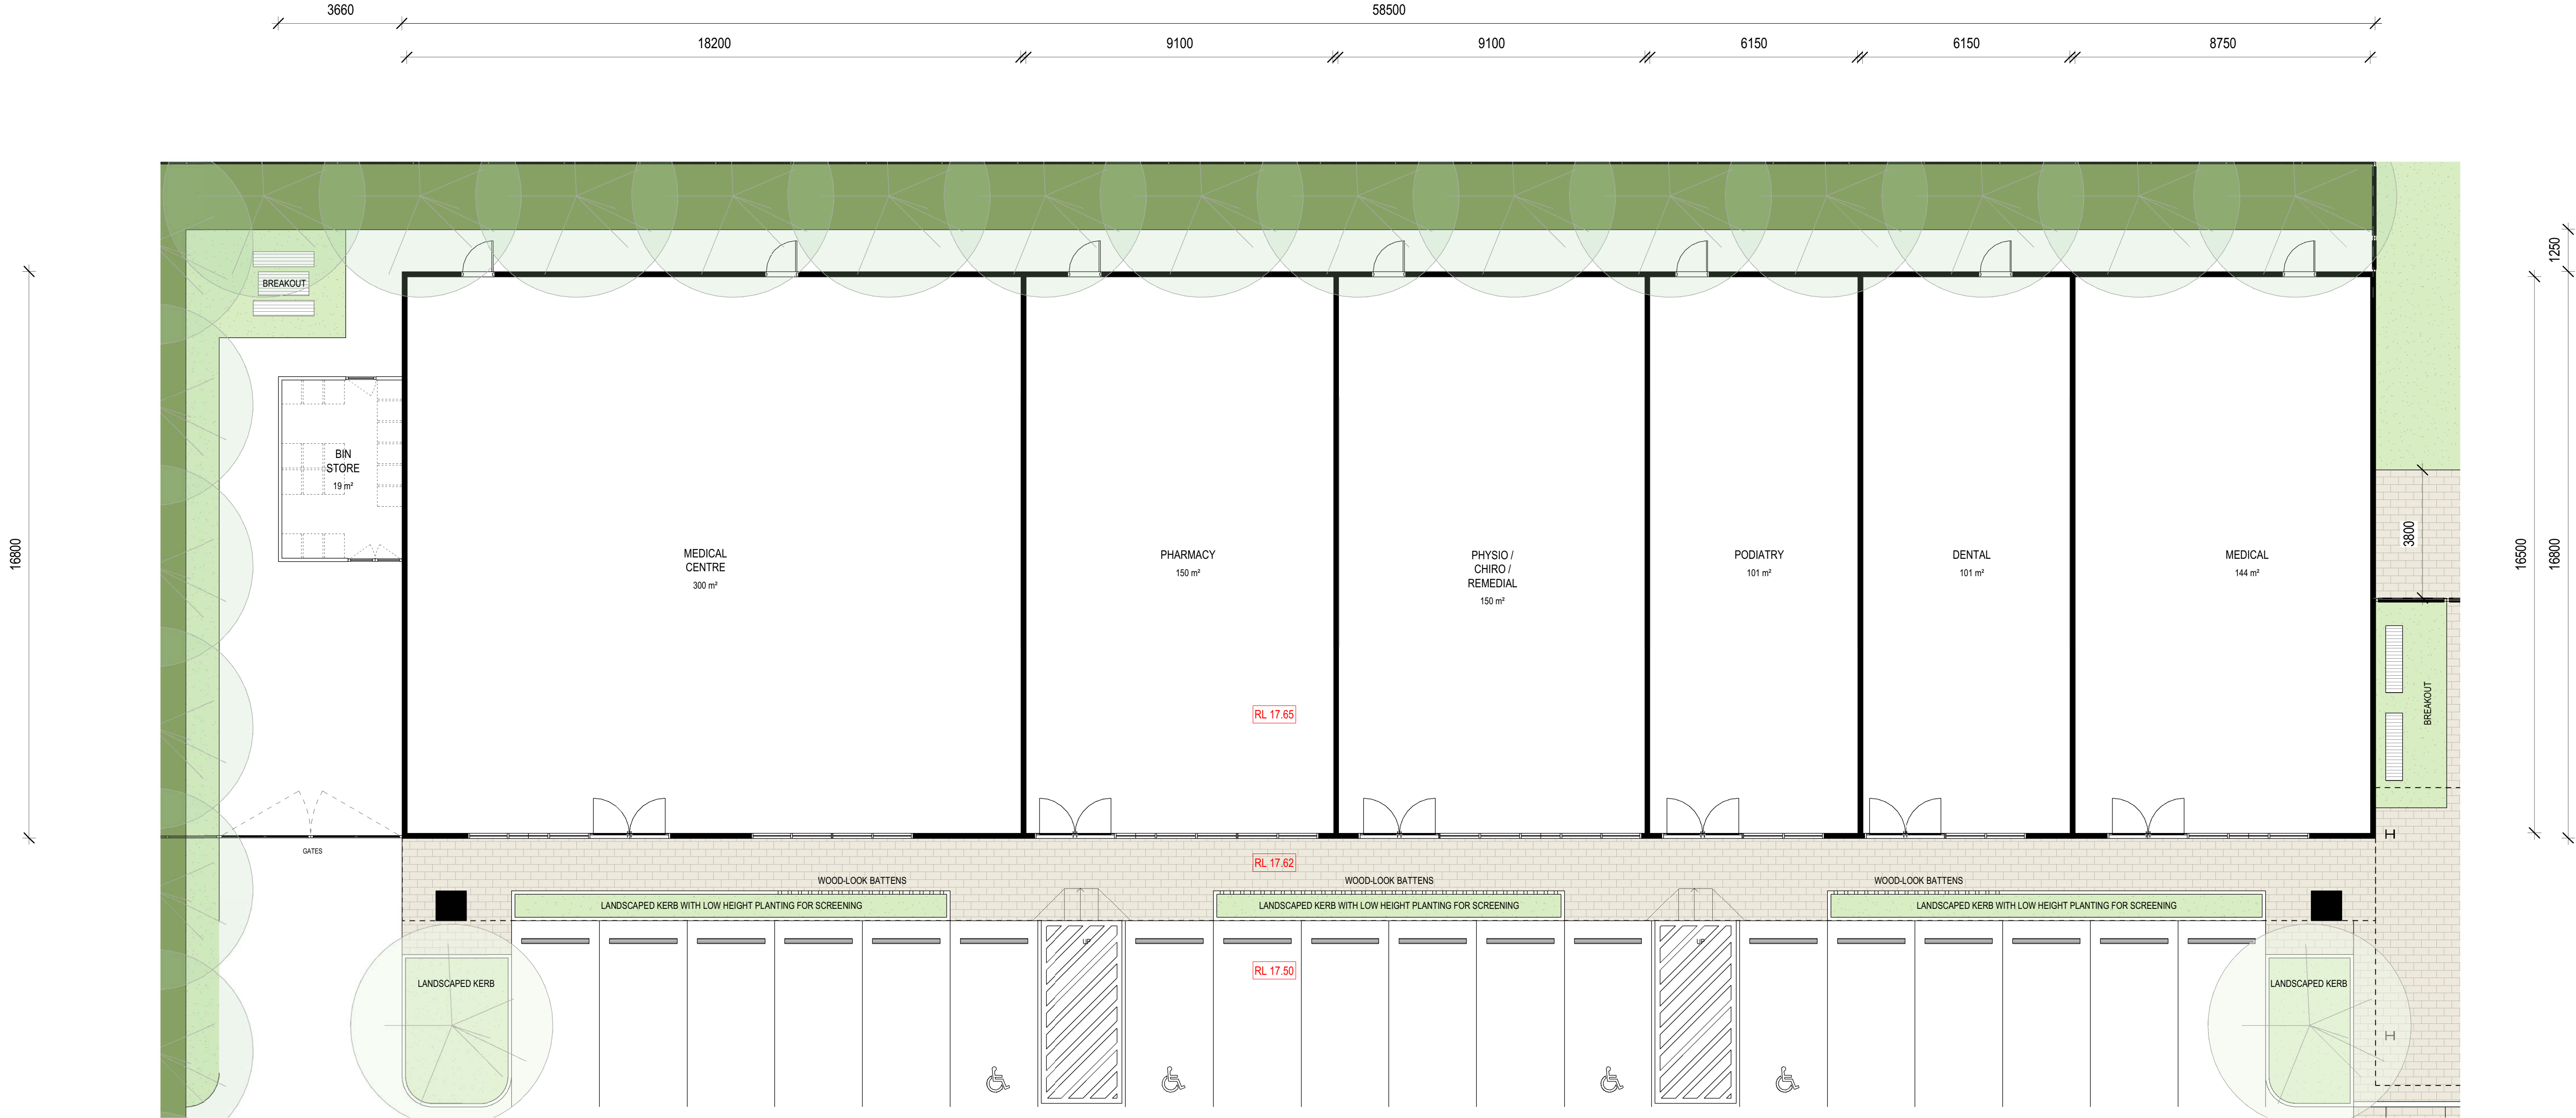 3660
58500
18200
9100
9100
6150
6150
8750
1250
BREAKOUT
BIN
STORE
19 m²
16800
MEDICAL
CENTRE
300 m²
PHARMACY
150 m²
PHYSIO /
CHIRO /
REMEDIAL
150 m²
PODIATRY
101 m²
DENTAL
101 m²
MEDICAL
144 m²
3800
16500
16800
BREAKOUT
RL 17.65
GATES
RL 17.62
WOOD-LOOK BATTENS
WOOD-LOOK BATTENS
WOOD-LOOK BATTENS
LANDSCAPED KERB WITH LOW HEIGHT PLANTING FOR SCREENING
LANDSCAPED KERB WITH LOW HEIGHT PLANTING FOR SCREENING
LANDSCAPED KERB WITH LOW HEIGHT PLANTING FOR SCREENING
UP
UP
RL 17.50
LANDSCAPED KERB
LANDSCAPED KERB